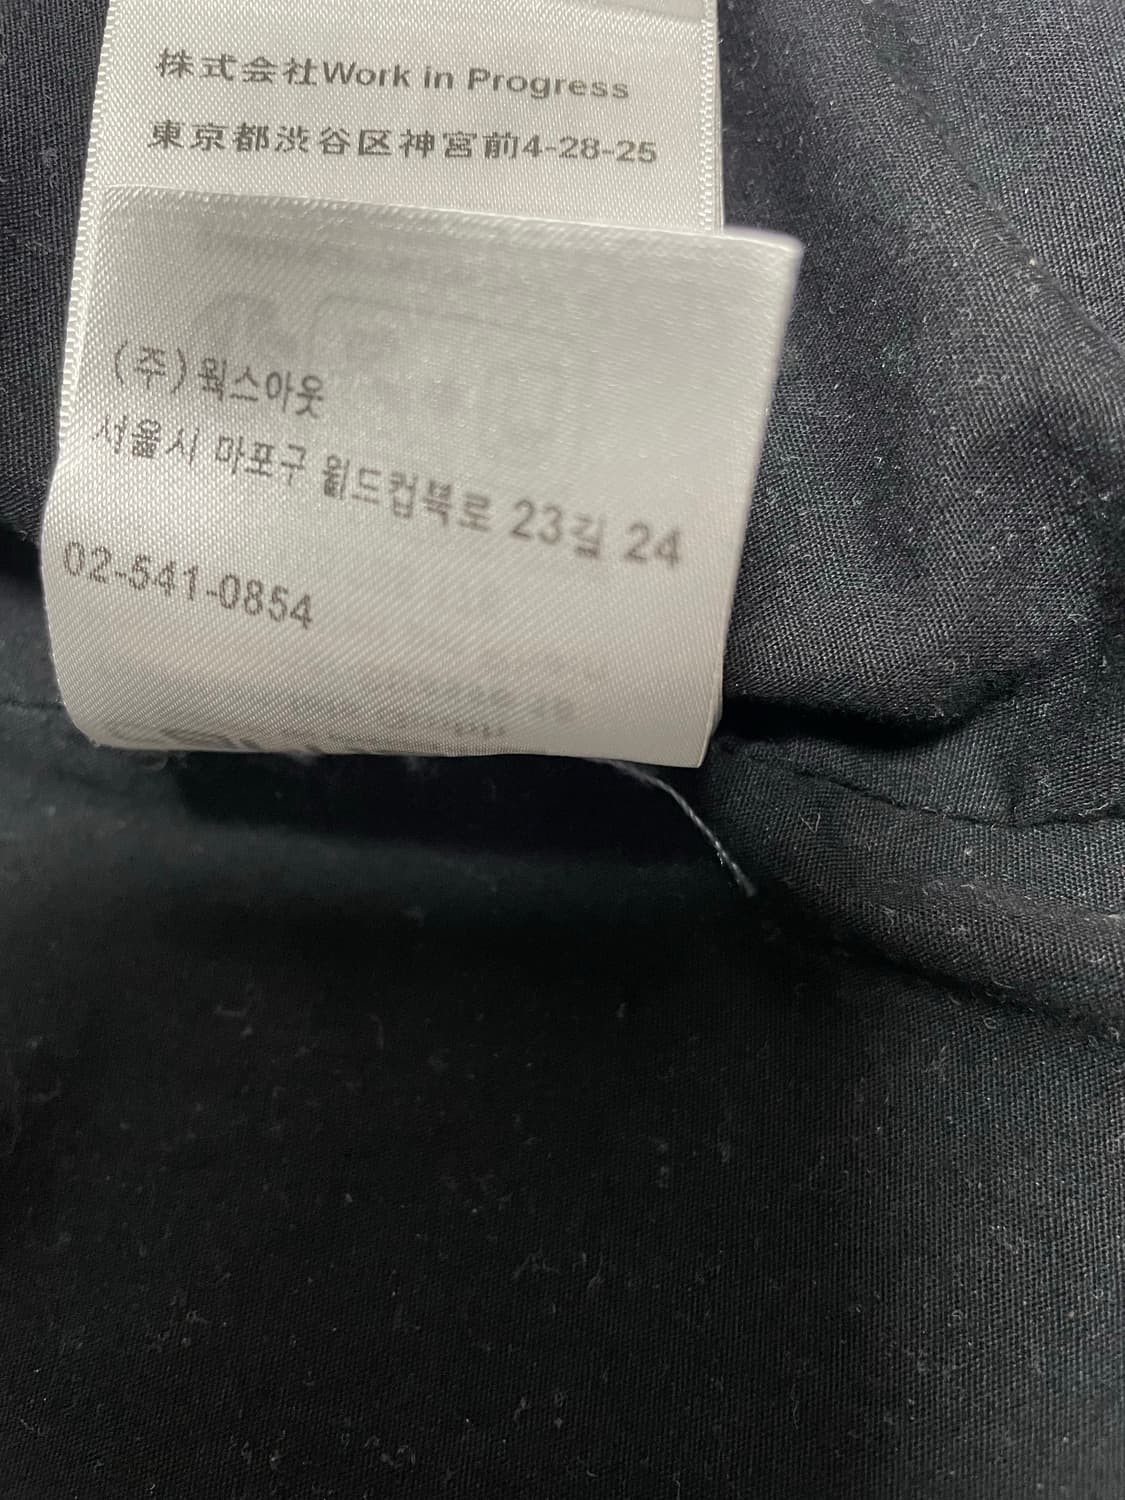 株式会社Work in Progress
東京都渋谷区神宮前4-28-25
(주)웍스아웃
서울시 마포구 월드컵북로 23길 24
02-541-0854